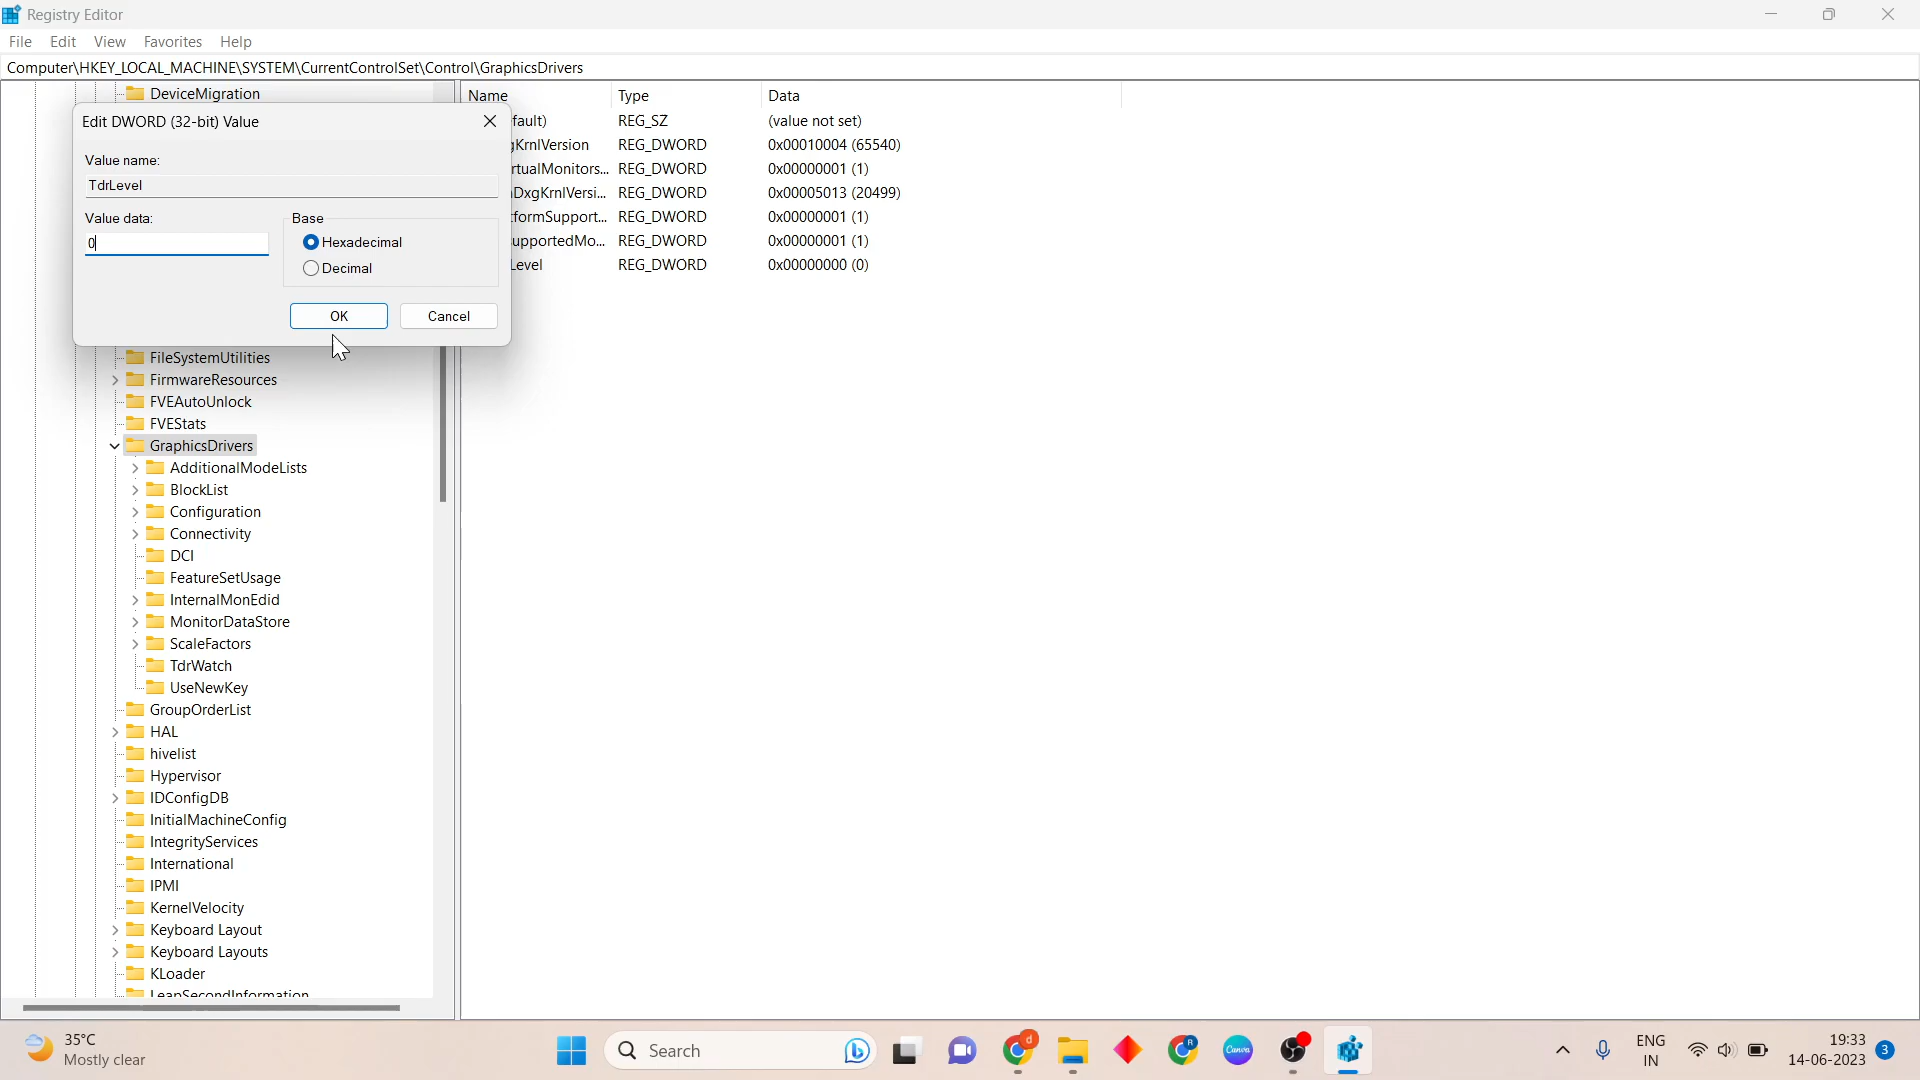 Registry Editor
File Edit View Favorites Help
Computer\HKEY_LOCAL_MACHINE\SYSTEM\CurrentControlSet\Control\GraphicsDrivers
DeviceMigration
Edit DWORD (32-bit) Value
Value name:
TdrLevel
Value data:
0
Base
Hexadecimal
Decimal
OK
Cancel
FileSystemUtilities
FirmwareResources
FVEAutoUnlock
FVEStats
GraphicsDrivers
AdditionalModeLists
BlockList
Configuration
Connectivity
DCI
FeatureSetUsage
InternalMonEdid
MonitorDataStore
ScaleFactors
TdrWatch
UseNewKey
GroupOrderList
HAL
hivelist
Hypervisor
IDConfigDB
InitialMachineConfig
IntegrityServices
International
IPMI
KernelVelocity
Keyboard Layout
Keyboard Layouts
KLoader
LeapSecondInformation
Name Type Data
fault) REG_SZ (value not set)
gKrnlVersion REG_DWORD 0x00010004 (65540)
rtualMonitors... REG_DWORD 0x00000001 (1)
DxgKrnlVersi... REG_DWORD 0x00005013 (20499)
tformSupport... REG_DWORD 0x00000001 (1)
upportedMo... REG_DWORD 0x00000001 (1)
Level REG_DWORD 0x00000000 (0)
35°C
Mostly clear
Search
d
R
Canva
ENG
IN
19:33
14-06-2023
3